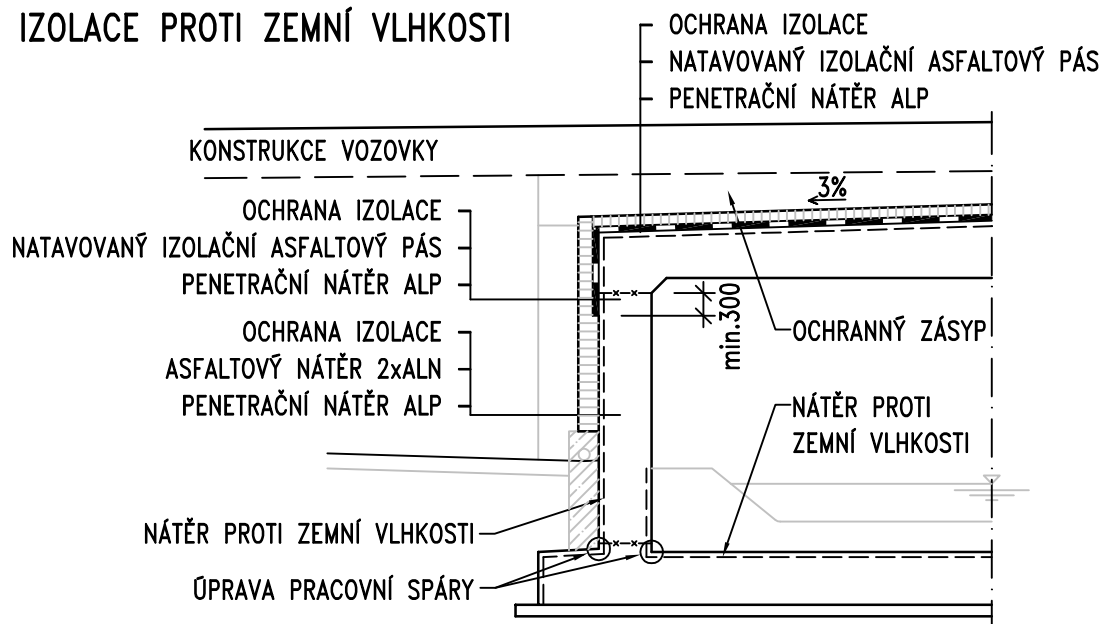 IZOLACE PROTI ZEMNÍ VLHKOSTI
OCHRANA IZOLACE
NATAVOVANÝ IZOLAČNÍ ASFALTOVÝ PÁS
PENETRAČNÍ NÁTĚR ALP
KONSTRUKCE VOZOVKY
3%
OCHRANA IZOLACE
NATAVOVANÝ IZOLAČNÍ ASFALTOVÝ PÁS
PENETRAČNÍ NÁTĚR ALP
min.300
OCHRANA IZOLACE
ASFALTOVÝ NÁTĚR 2xALN
PENETRAČNÍ NÁTĚR ALP
OCHRANNÝ ZÁSYP
NÁTĚR PROTI
ZEMNÍ VLHKOSTI
NÁTĚR PROTI ZEMNÍ VLHKOSTI
ÚPRAVA PRACOVNÍ SPÁRY